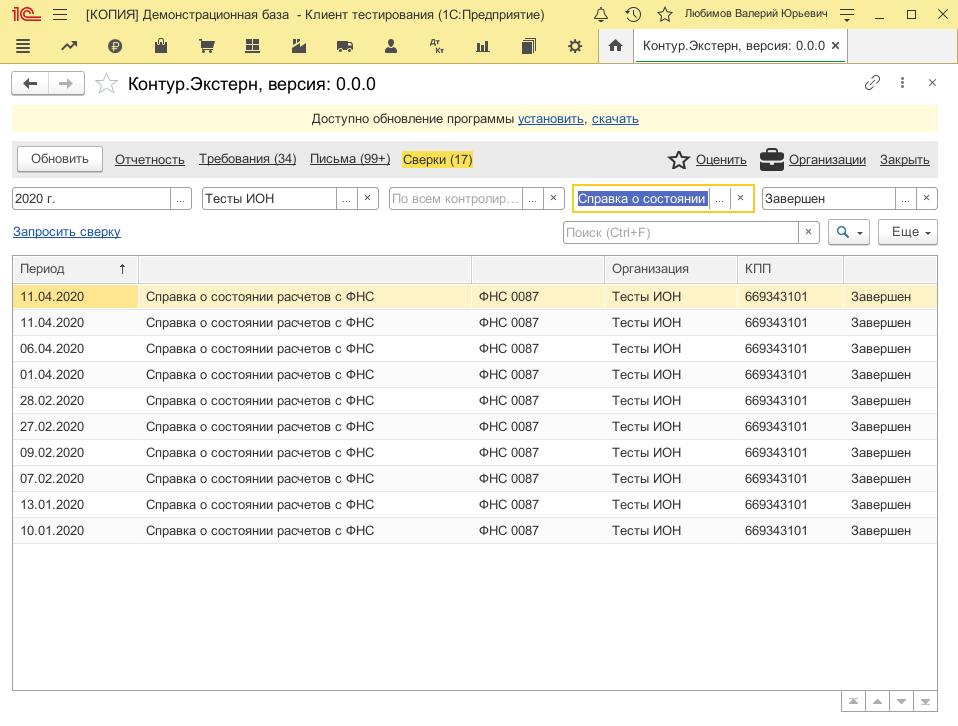 1С [КОПИЯ] Демонстрационная база - Клиент тестирования (1С:Предприятие) Любимов Валерий Юрьевич
Дт Кт Контур.Экстерн, версия: 0.0.0 ×
Контур.Экстерн, версия: 0.0.0
Доступно обновление программы установить, скачать
Обновить Отчетность Требования (34) Письма (99+) Сверки (17) Оценить Организации Закрыть
2020 г. ... Тесты ИОН ... × По всем контролир... ... × Справка о состоянии ... × Завершен ... ×
Запросить сверку Поиск (Ctrl+F) × Еще
Период ↑ Организация КПП
11.04.2020 Справка о состоянии расчетов с ФНС ФНС 0087 Тесты ИОН 669343101 Завершен
11.04.2020 Справка о состоянии расчетов с ФНС ФНС 0087 Тесты ИОН 669343101 Завершен
06.04.2020 Справка о состоянии расчетов с ФНС ФНС 0087 Тесты ИОН 669343101 Завершен
01.04.2020 Справка о состоянии расчетов с ФНС ФНС 0087 Тесты ИОН 669343101 Завершен
28.02.2020 Справка о состоянии расчетов с ФНС ФНС 0087 Тесты ИОН 669343101 Завершен
27.02.2020 Справка о состоянии расчетов с ФНС ФНС 0087 Тесты ИОН 669343101 Завершен
09.02.2020 Справка о состоянии расчетов с ФНС ФНС 0087 Тесты ИОН 669343101 Завершен
07.02.2020 Справка о состоянии расчетов с ФНС ФНС 0087 Тесты ИОН 669343101 Завершен
13.01.2020 Справка о состоянии расчетов с ФНС ФНС 0087 Тесты ИОН 669343101 Завершен
10.01.2020 Справка о состоянии расчетов с ФНС ФНС 0087 Тесты ИОН 669343101 Завершен